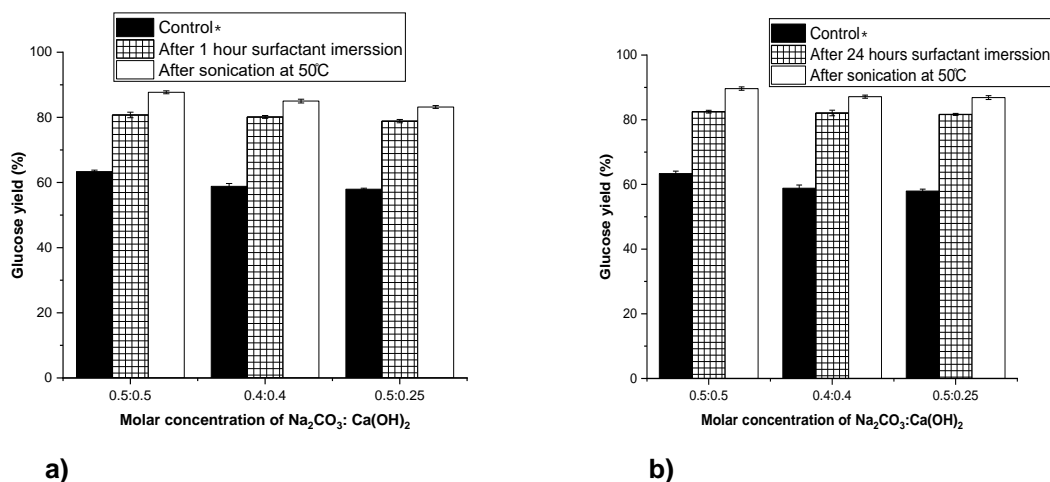 Control*
After 1 hour surfactant imerssion
After sonication at 50℃
100
80
60
40
20
0
Glucose yield (%)
0.5:0.5 0.4:0.4 0.5:0.25
Molar concentration of Na₂CO₃: Ca(OH)₂
a)
Control*
After 24 hours surfactant imerssion
After sonication at 50℃
100
80
60
40
20
0
Glucose yield (%)
0.5:0.5 0.4:0.4 0.5:0.25
Molar concentration of Na₂CO₃:Ca(OH)₂
b)